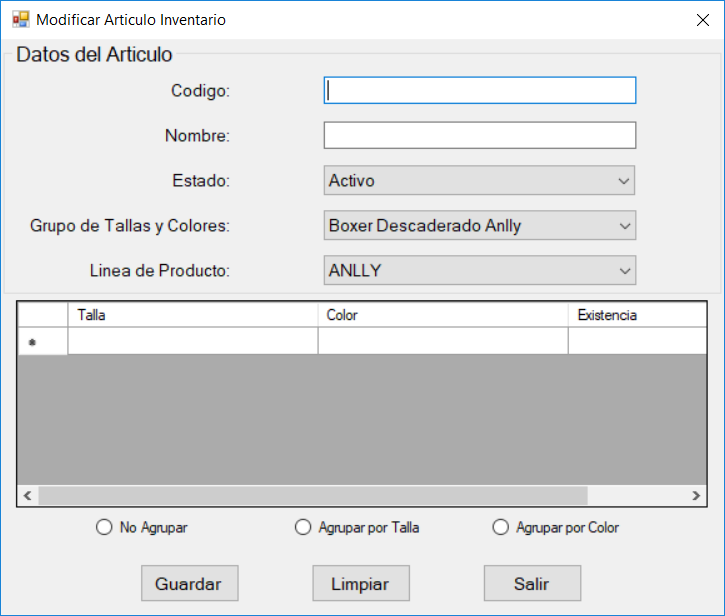 Modificar Articulo Inventario
Datos del Articulo
Codigo:
Nombre:
Estado: Activo
Grupo de Tallas y Colores: Boxer Descaderado Anlly
Linea de Producto: ANLLY
Talla Color Existencia
No Agrupar Agrupar por Talla Agrupar por Color
Guardar Limpiar Salir